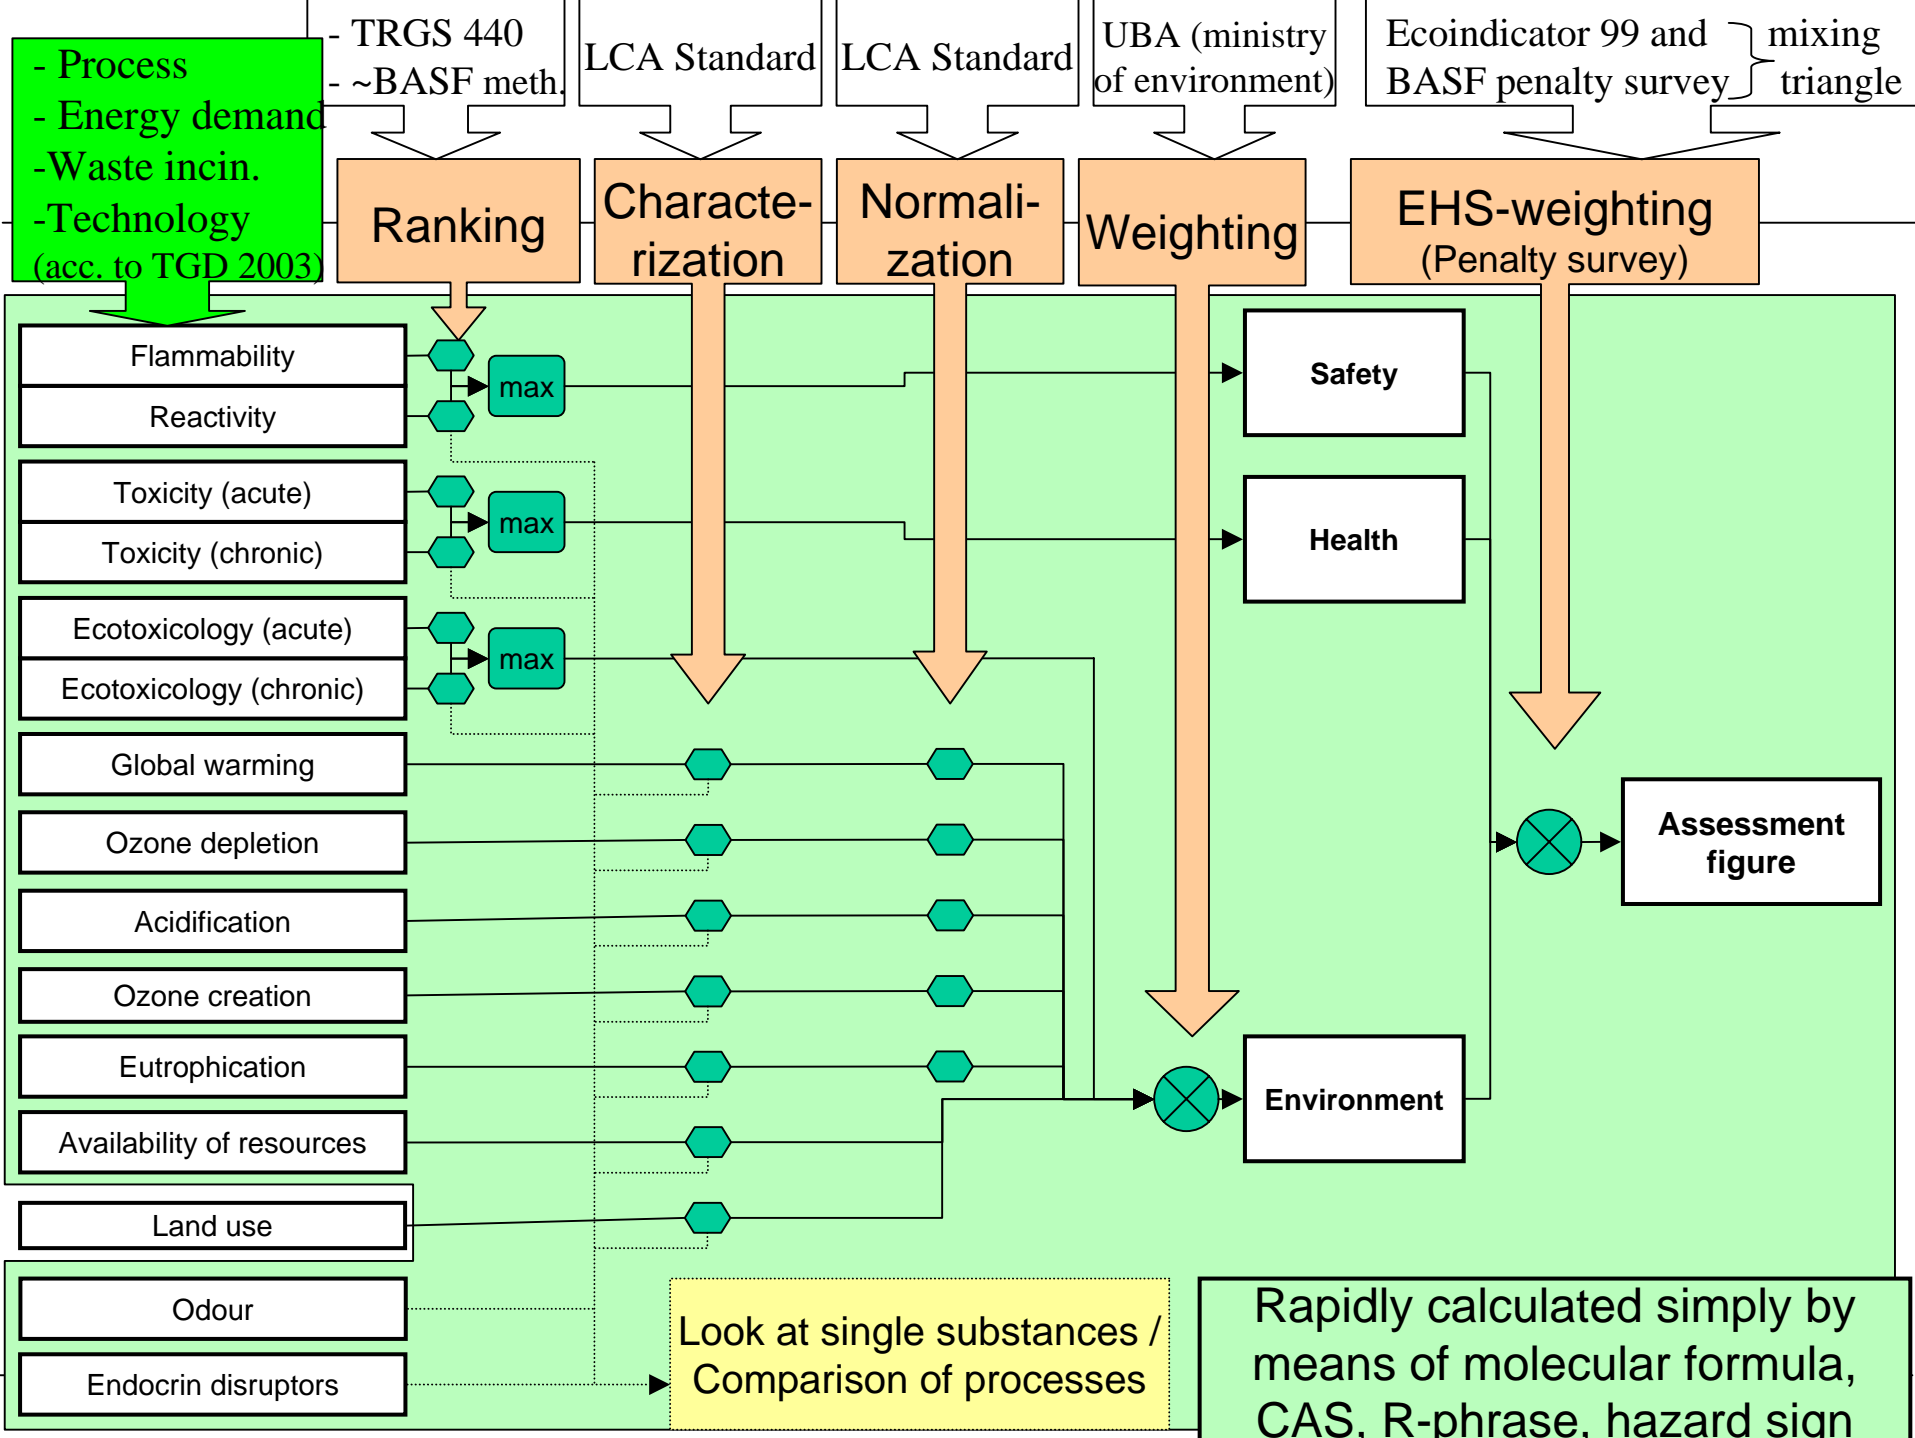 - Process
- Energy demand
-Waste incin.
-Technology
(acc. to TGD 2003)
- TRGS 440
- ~BASF meth.
LCA Standard
LCA Standard
UBA (ministry
of environment)
Ecoindicator 99 and
BASF penalty survey
mixing
triangle
Ranking
Characte-
rization
Normali-
zation
Weighting
EHS-weighting
(Penalty survey)
Flammability
Reactivity
max
Safety
Toxicity (acute)
Toxicity (chronic)
max
Health
Ecotoxicology (acute)
Ecotoxicology (chronic)
max
Global warming
Ozone depletion
Assessment
figure
Acidification
Ozone creation
Eutrophication
Environment
Availability of resources
Land use
Odour
Endocrin disruptors
Look at single substances /
Comparison of processes
Rapidly calculated simply by
means of molecular formula,
CAS, R-phrase, hazard sign